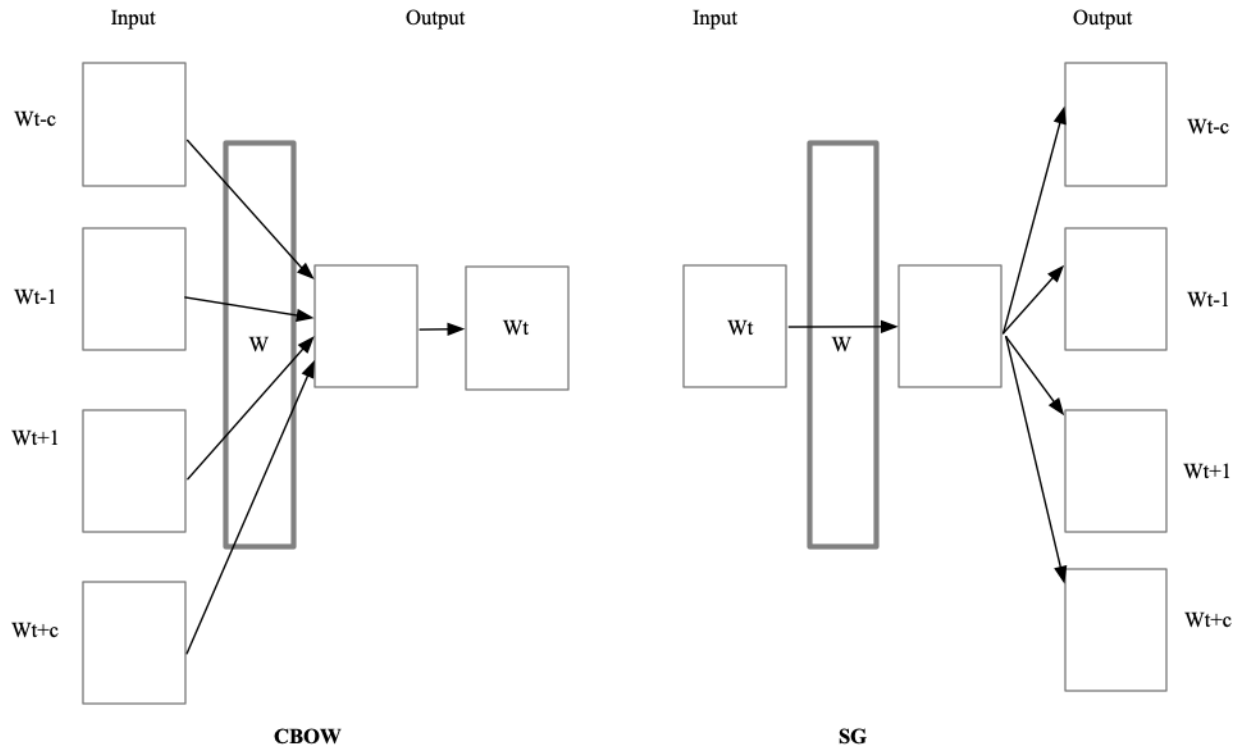 Input
Output
Wt-c
Wt-1
W
Wt
Wt+1
Wt+c
CBOW
Input
Output
Wt-c
Wt-1
Wt
W
Wt+1
Wt+c
SG